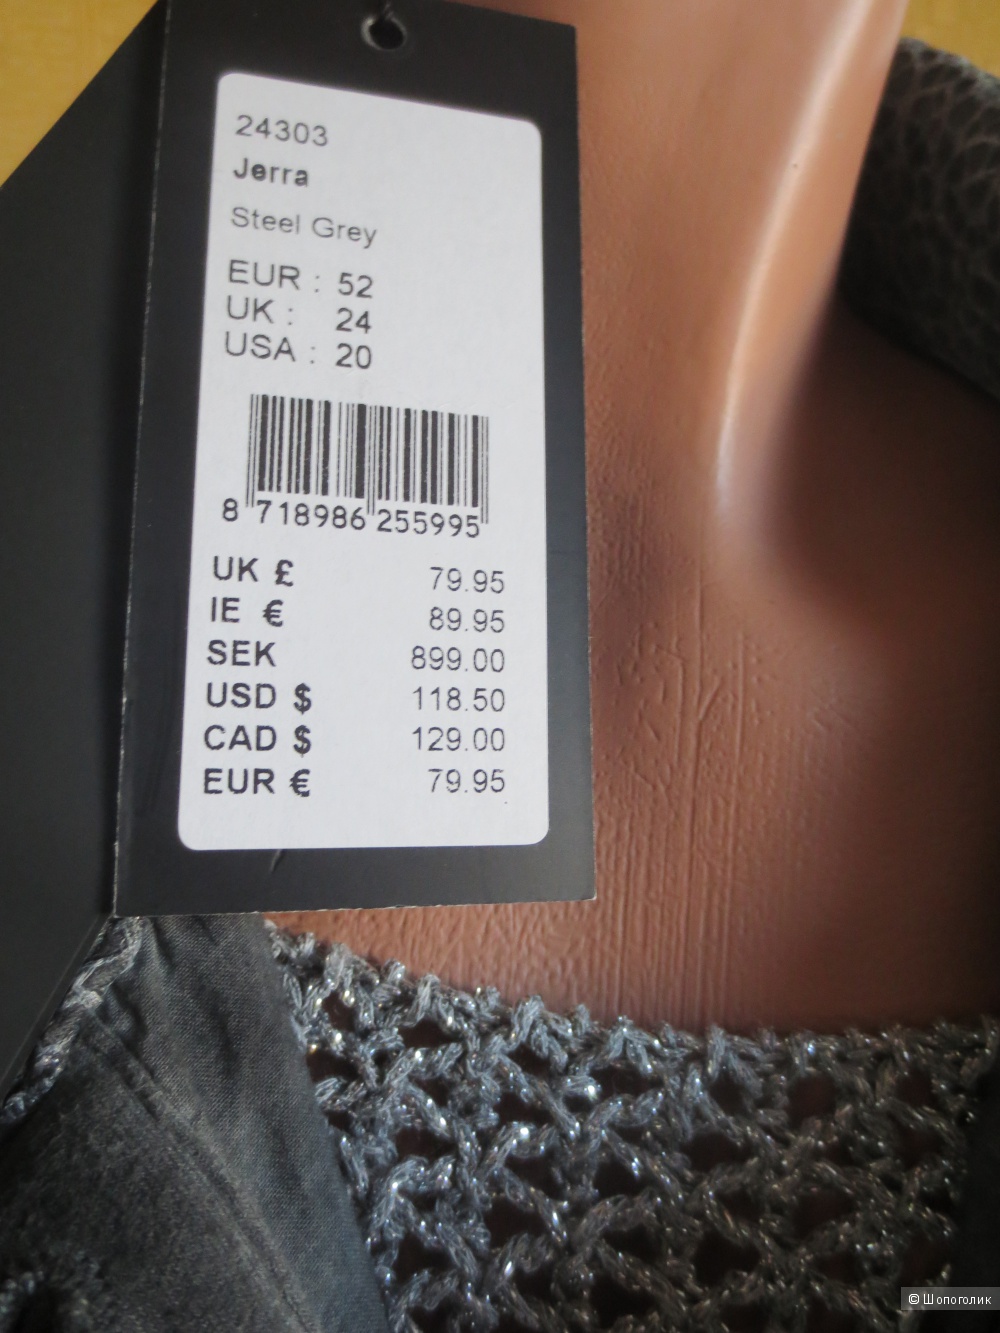 24303
Jerra
Steel Grey
EUR : 52
UK : 24
USA : 20
8 718986 255995
UK £ 79.95
IE € 89.95
SEK 899.00
USD $ 118.50
CAD $ 129.00
EUR € 79.95
© Шопоголик